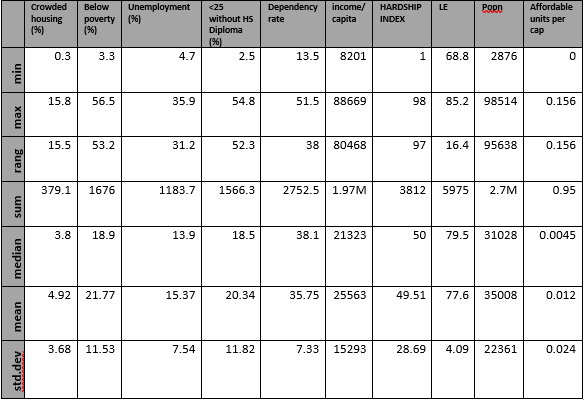 Crowded housing (%) Below poverty (%) Unemployment (%) <25 without HS Diploma (%) Dependency rate income/ capita HARDSHIP INDEX LE Popn Affordable units per cap
min 0.3 3.3 4.7 2.5 13.5 8201 1 68.8 2876 0
max 15.8 56.5 35.9 54.8 51.5 88669 98 85.2 98514 0.156
rang 15.5 53.2 31.2 52.3 38 80468 97 16.4 95638 0.156
sum 379.1 1676 1183.7 1566.3 2752.5 1.97M 3812 5975 2.7M 0.95
median 3.8 18.9 13.9 18.5 38.1 21323 50 79.5 31028 0.0045
mean 4.92 21.77 15.37 20.34 35.75 25563 49.51 77.6 35008 0.012
std.dev 3.68 11.53 7.54 11.82 7.33 15293 28.69 4.09 22361 0.024